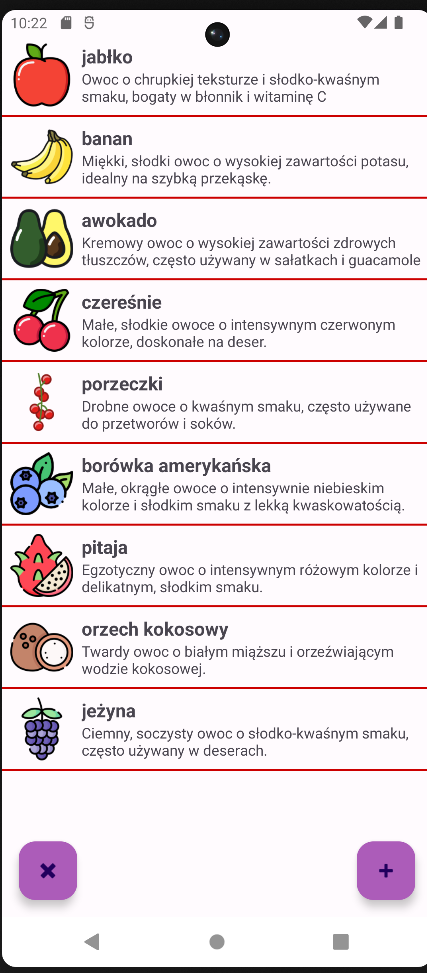 10:22
jabłko
Owoc o chrupkiej teksturze i słodko-kwaśnym
smaku, bogaty w błonnik i witaminę C
banan
Miękki, słodki owoc o wysokiej zawartości potasu,
idealny na szybką przekąskę.
awokado
Kremowy owoc o wysokiej zawartości zdrowych
tłuszczów, często używany w sałatkach i guacamole
czereśnie
Małe, słodkie owoce o intensywnym czerwonym
kolorze, doskonałe na deser.
porzeczki
Drobne owoce o kwaśnym smaku, często używane
do przetworów i soków.
borówka amerykańska
Małe, okrągłe owoce o intensywnie niebieskim
kolorze i słodkim smaku z lekką kwaskowatością.
pitaja
Egzotyczny owoc o intensywnym różowym kolorze i
delikatnym, słodkim smaku.
orzech kokosowy
Twardy owoc o białym miąższu i orzeźwiającym
wodzie kokosowej.
jeżyna
Ciemny, soczysty owoc o słodko-kwaśnym smaku,
często używany w deserach.